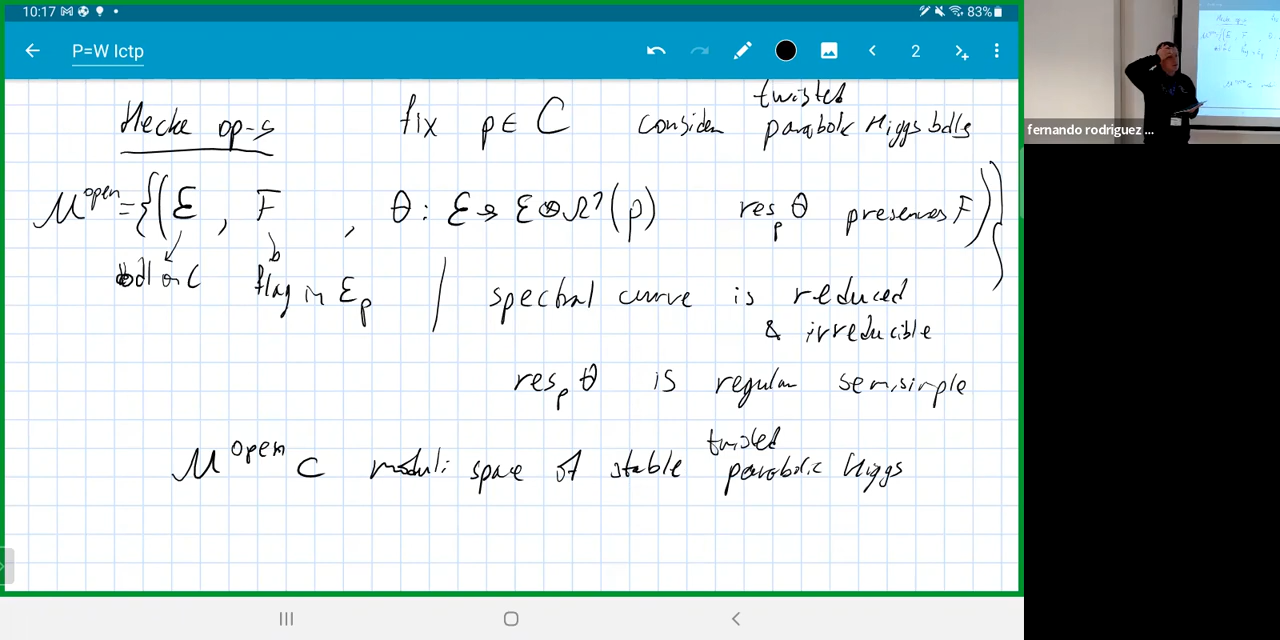 10:17
83%
P=W Ictp
2
Hecke op-s fix p ∈ C consider twisted parabolic Higgs bdls
M^open = {(E, F, θ: E → E ⊗ Ω^1(p) res_p θ preserves F)}
bdl on C flag in E_p | spectral curve is reduced
& irreducible
res_p θ is regular semisimple
M^open ⊂ moduli space of stable twisted parabolic Higgs
fernando rodriguez ...